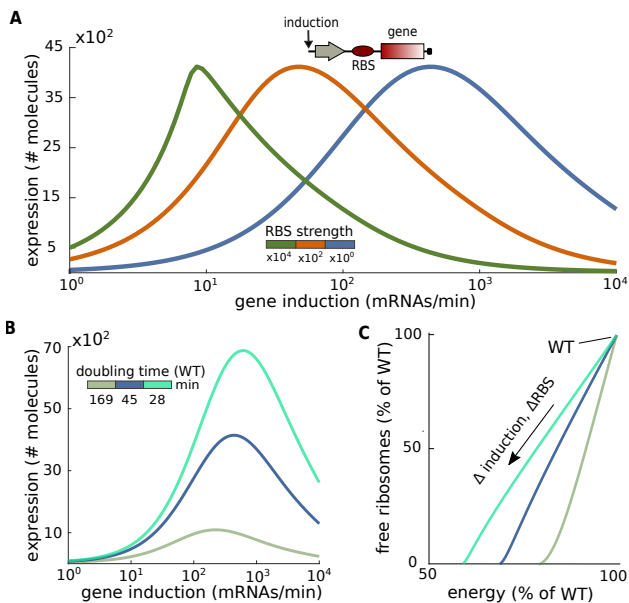 A
x10²
induction
gene
RBS
45
35
25
15
5
expression (# molecules)
RBS strength
x10⁴ x10² x10⁰
10⁰ 10¹ 10² 10³ 10⁴
gene induction (mRNAs/min)
B
x10²
70
50
30
10
expression (# molecules)
doubling time (WT)
min
169 45 28
10⁰ 10¹ 10² 10³ 10⁴
gene induction (mRNAs/min)
C
100
50
0
free ribosomes (% of WT)
WT
Δ induction, ΔRBS
50 100
energy (% of WT)